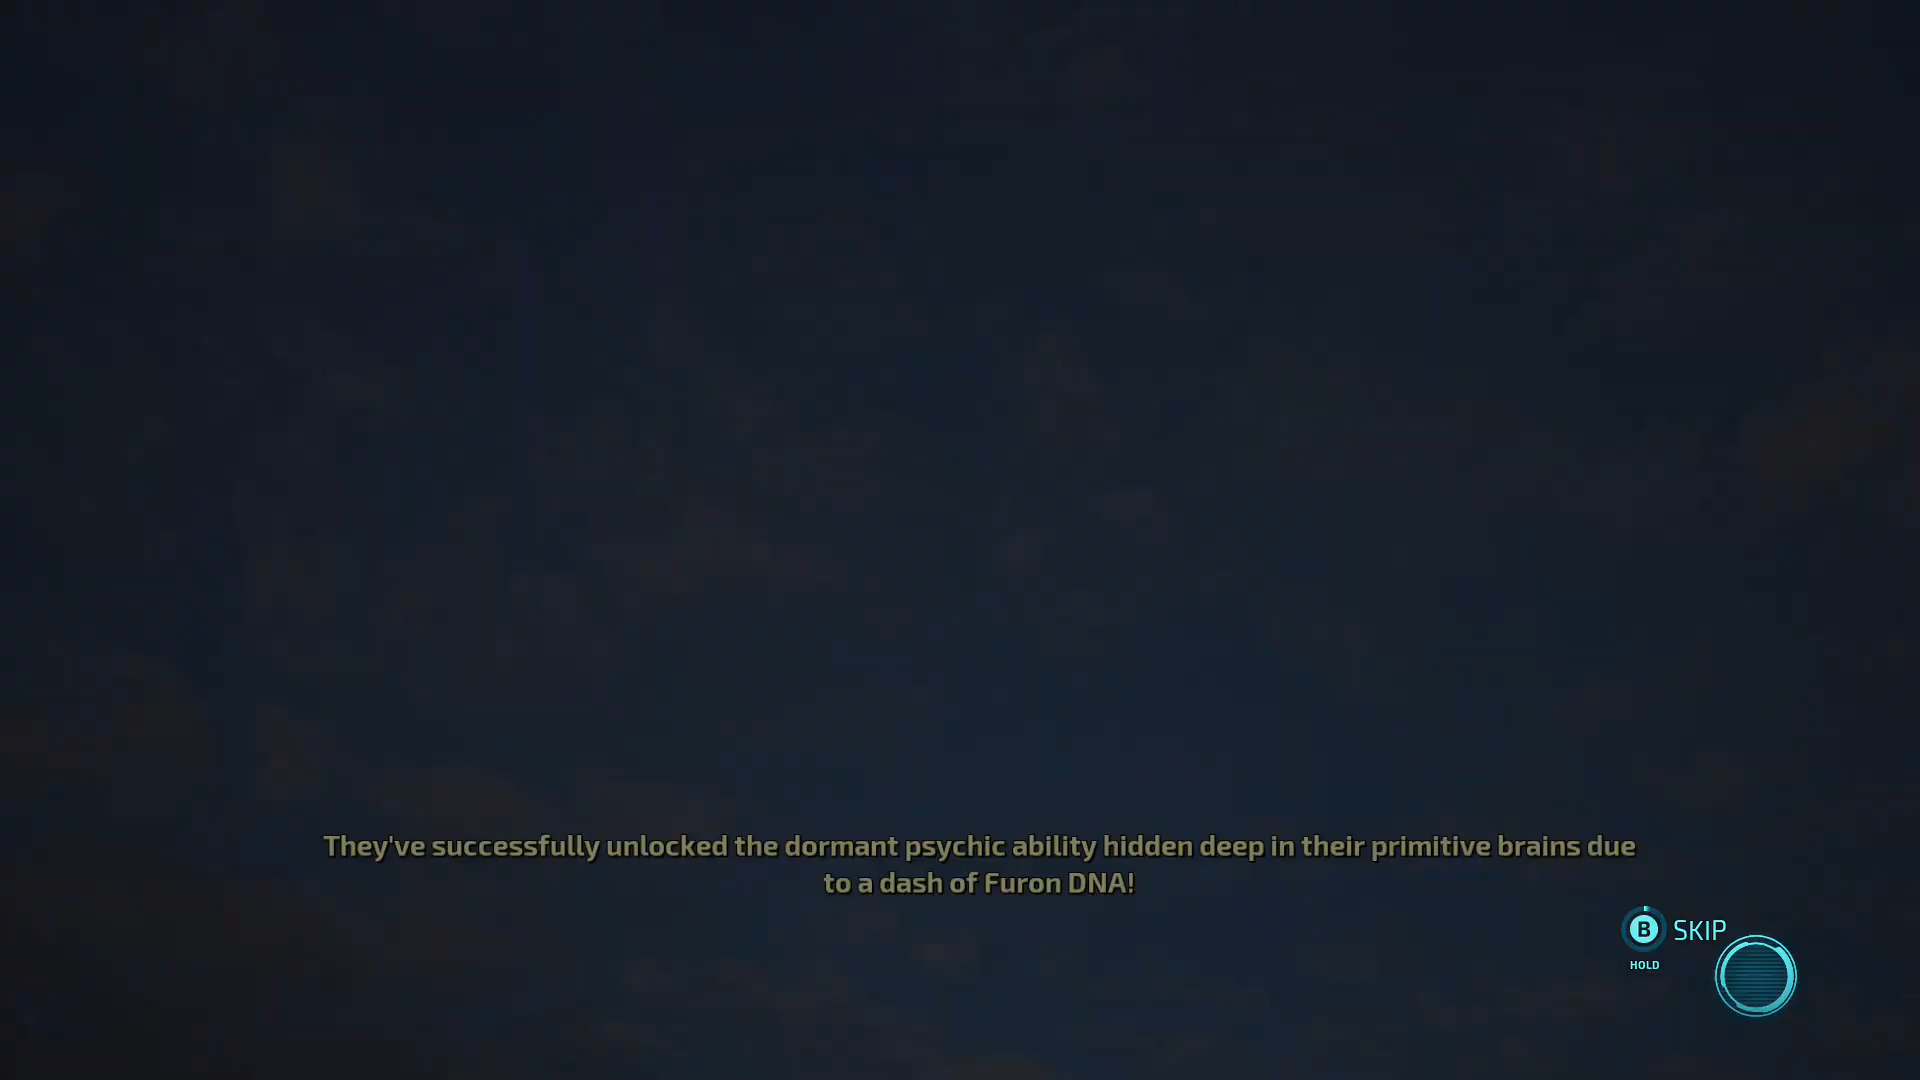 They've successfully unlocked the dormant psychic ability hidden deep in their primitive brains due
to a dash of Furon DNA!
B SKIP
HOLD